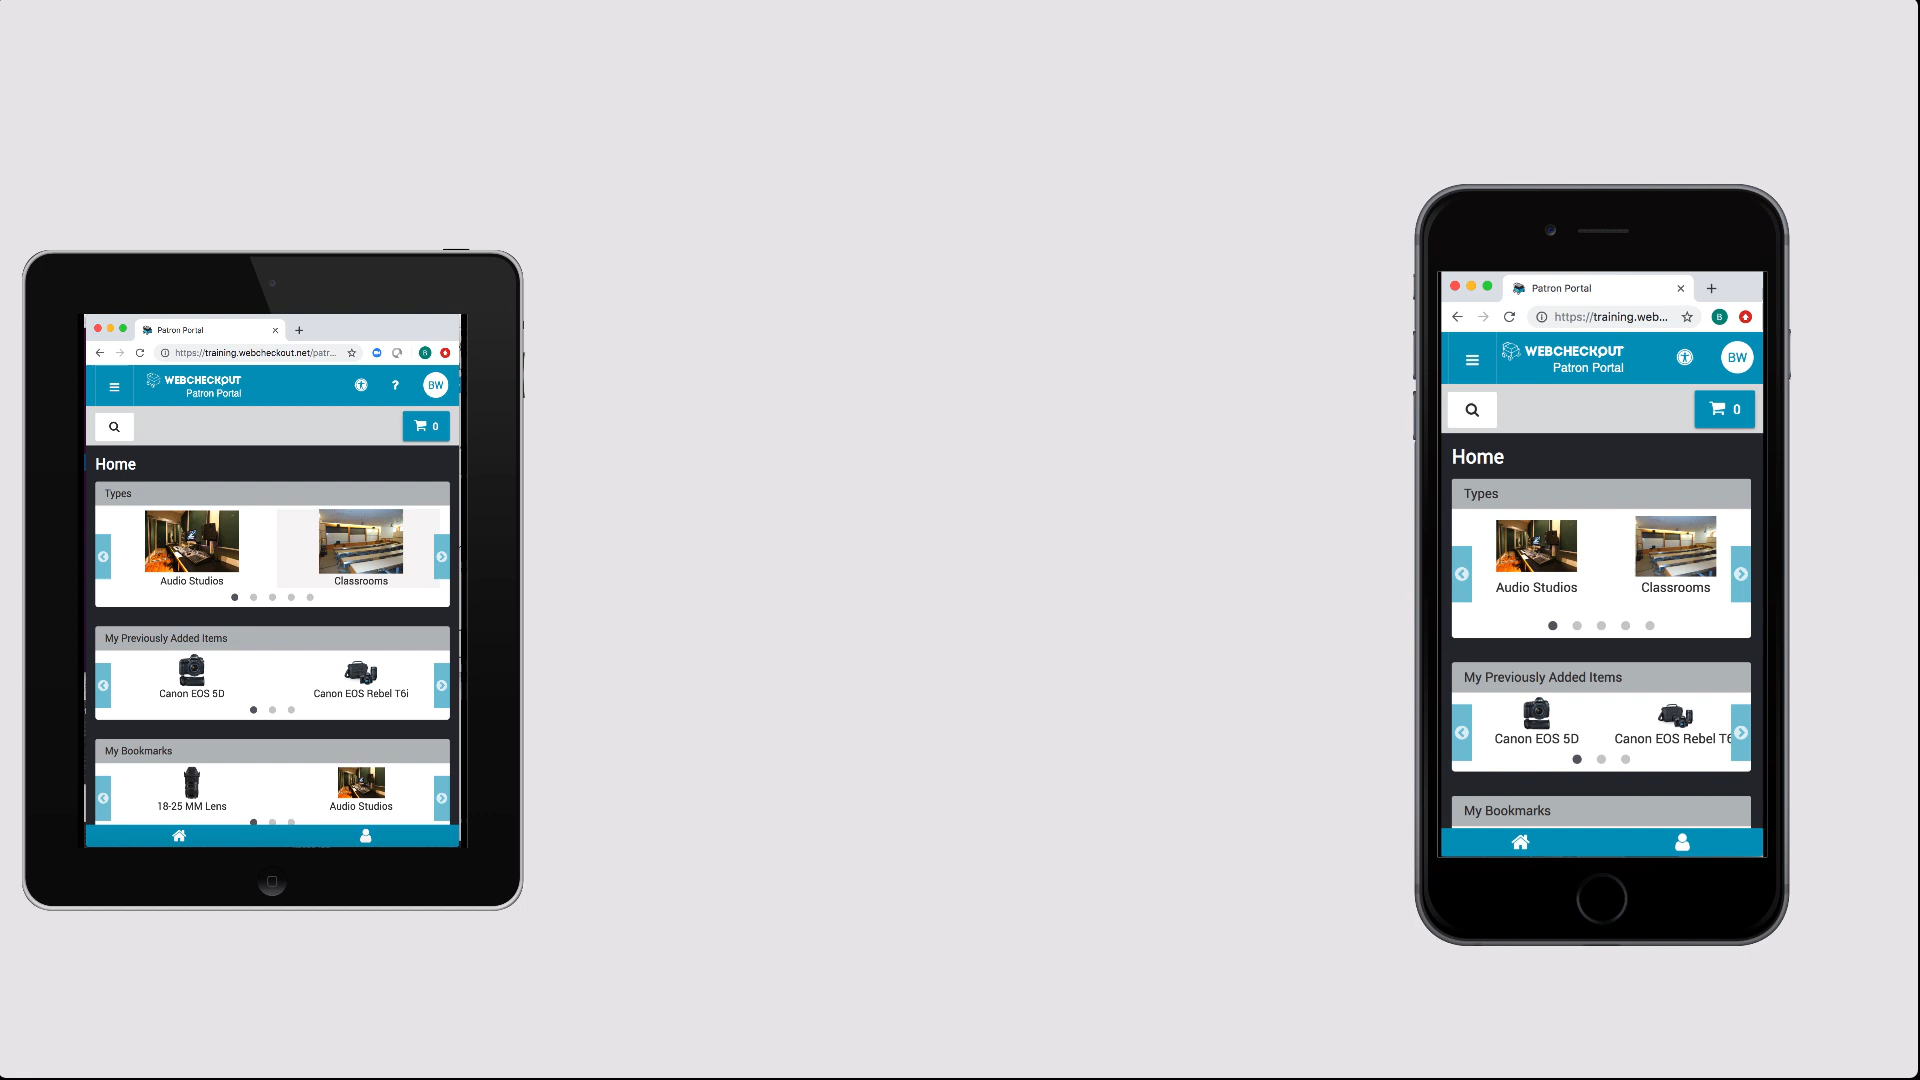 Patron Portal
https://training.webcheckout.net/patr...
B
WEBCHECKOUT
Patron Portal
?
BW
0
Home
Types
Audio Studios
Classrooms
My Previously Added Items
Canon EOS 5D
Canon EOS Rebel T6i
My Bookmarks
18-25 MM Lens
Audio Studios
Patron Portal
https://training.web...
B
WEBCHECKOUT
Patron Portal
BW
0
Home
Types
Audio Studios
Classrooms
My Previously Added Items
Canon EOS 5D
Canon EOS Rebel T6
My Bookmarks